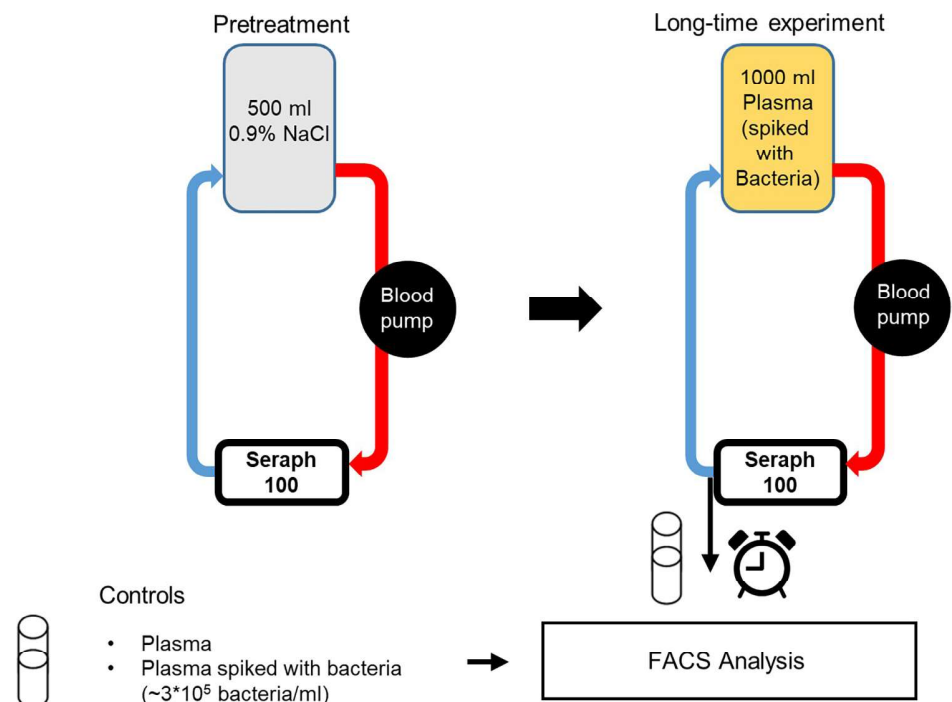 Pretreatment
500 ml
0.9% NaCl
Blood
pump
Seraph
100
Long-time experiment
1000 ml
Plasma
(spiked
with
Bacteria)
Blood
pump
Seraph
100
Controls
• Plasma
• Plasma spiked with bacteria
(~3*10⁵ bacteria/ml)
FACS Analysis